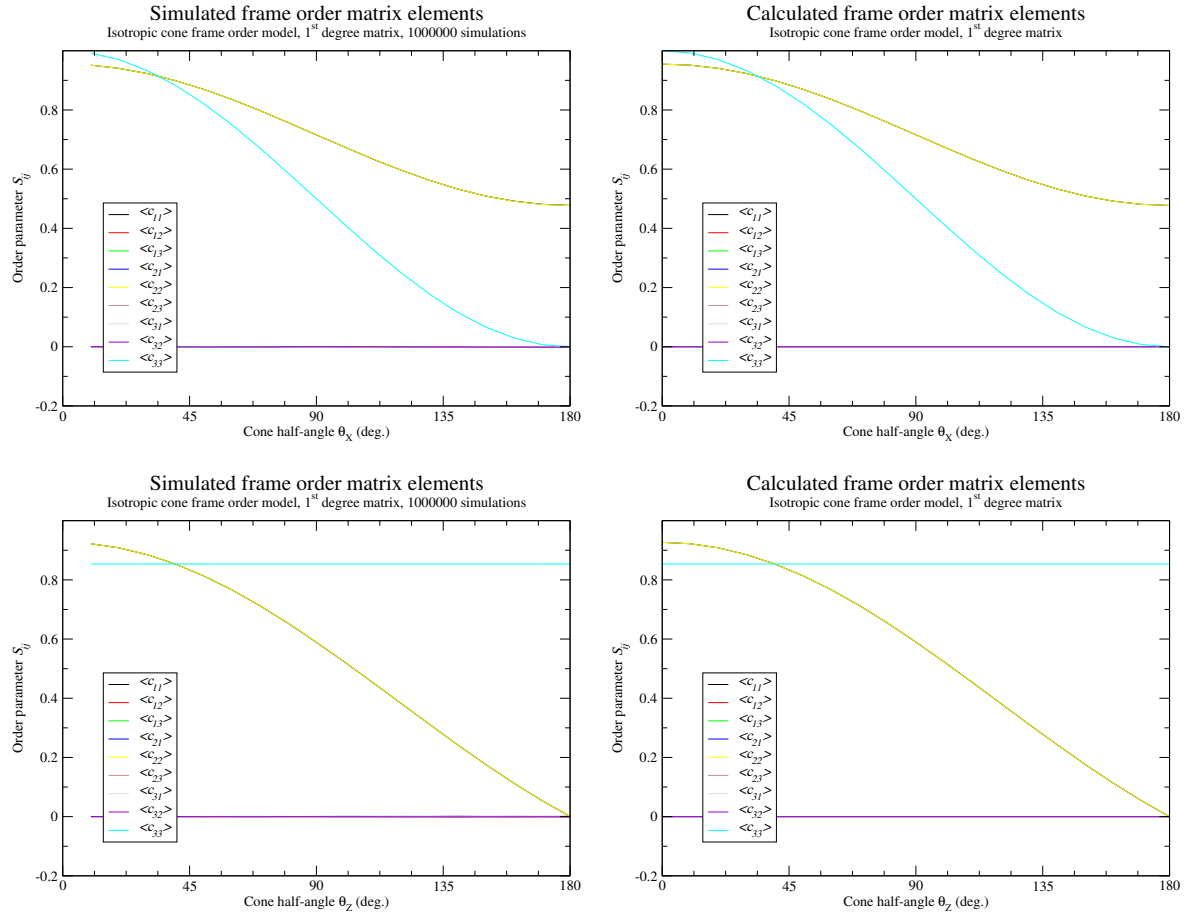 Simulated frame order matrix elements
Isotropic cone frame order model, 1st degree matrix, 1000000 simulations
0.8
0.6
0.4
0.2
0
-0.2
0
45
90
135
180
Order parameter Sij
Cone half-angle θX (deg.)
<c11>
<c12>
<c13>
<c21>
<c22>
<c23>
<c31>
<c32>
<c33>
Calculated frame order matrix elements
Isotropic cone frame order model, 1st degree matrix
0.8
0.6
0.4
0.2
0
-0.2
0
45
90
135
180
Order parameter Sij
Cone half-angle θX (deg.)
<c11>
<c12>
<c13>
<c21>
<c22>
<c23>
<c31>
<c32>
<c33>
Simulated frame order matrix elements
Isotropic cone frame order model, 1st degree matrix, 1000000 simulations
0.8
0.6
0.4
0.2
0
-0.2
0
45
90
135
180
Order parameter Sij
Cone half-angle θZ (deg.)
<c11>
<c12>
<c13>
<c21>
<c22>
<c23>
<c31>
<c32>
<c33>
Calculated frame order matrix elements
Isotropic cone frame order model, 1st degree matrix
0.8
0.6
0.4
0.2
0
-0.2
0
45
90
135
180
Order parameter Sij
Cone half-angle θZ (deg.)
<c11>
<c12>
<c13>
<c21>
<c22>
<c23>
<c31>
<c32>
<c33>